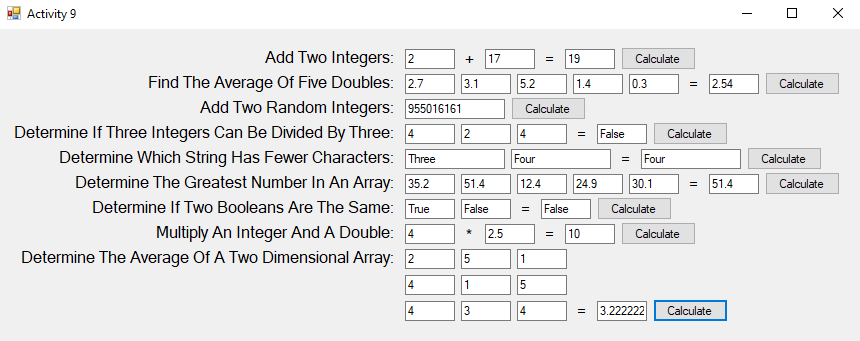 Activity 9
Add Two Integers: 2 + 17 = 19 Calculate
Find The Average Of Five Doubles: 2.7 3.1 5.2 1.4 0.3 = 2.54 Calculate
Add Two Random Integers: 955016161 Calculate
Determine If Three Integers Can Be Divided By Three: 4 2 4 = False Calculate
Determine Which String Has Fewer Characters: Three Four = Four Calculate
Determine The Greatest Number In An Array: 35.2 51.4 12.4 24.9 30.1 = 51.4 Calculate
Determine If Two Booleans Are The Same: True False = False Calculate
Multiply An Integer And A Double: 4 * 2.5 = 10 Calculate
Determine The Average Of A Two Dimensional Array: 2 5 1
4 1 5
4 3 4 = 3.222222 Calculate